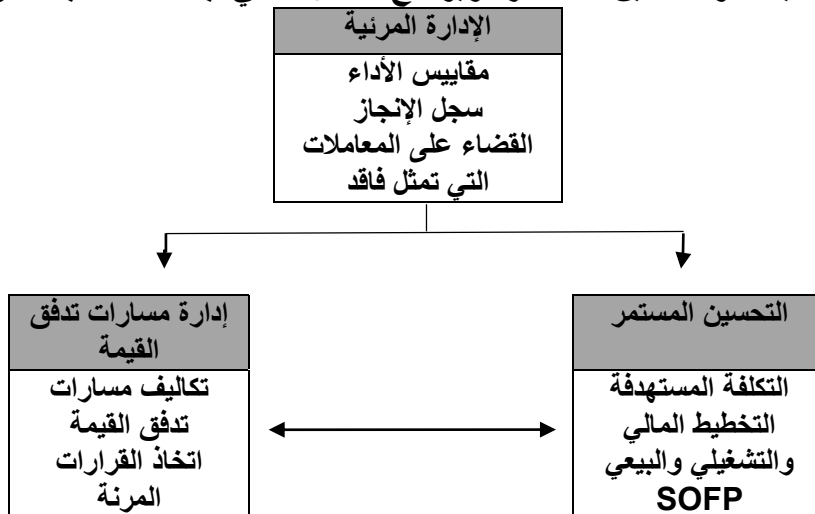 الإدارة المرئية
مقاييس الأداء
سجل الإنجاز
القضاء على المعاملات
التي تمثل فاقد
إدارة مسارات تدفق
القيمة
تكاليف مسارات
تدفق القيمة
اتخاذ القرارات
المرنة
التحسين المستمر
التكلفة المستهدفة
التخطيط المالي
والتشغيلي والبيعي
SOFP